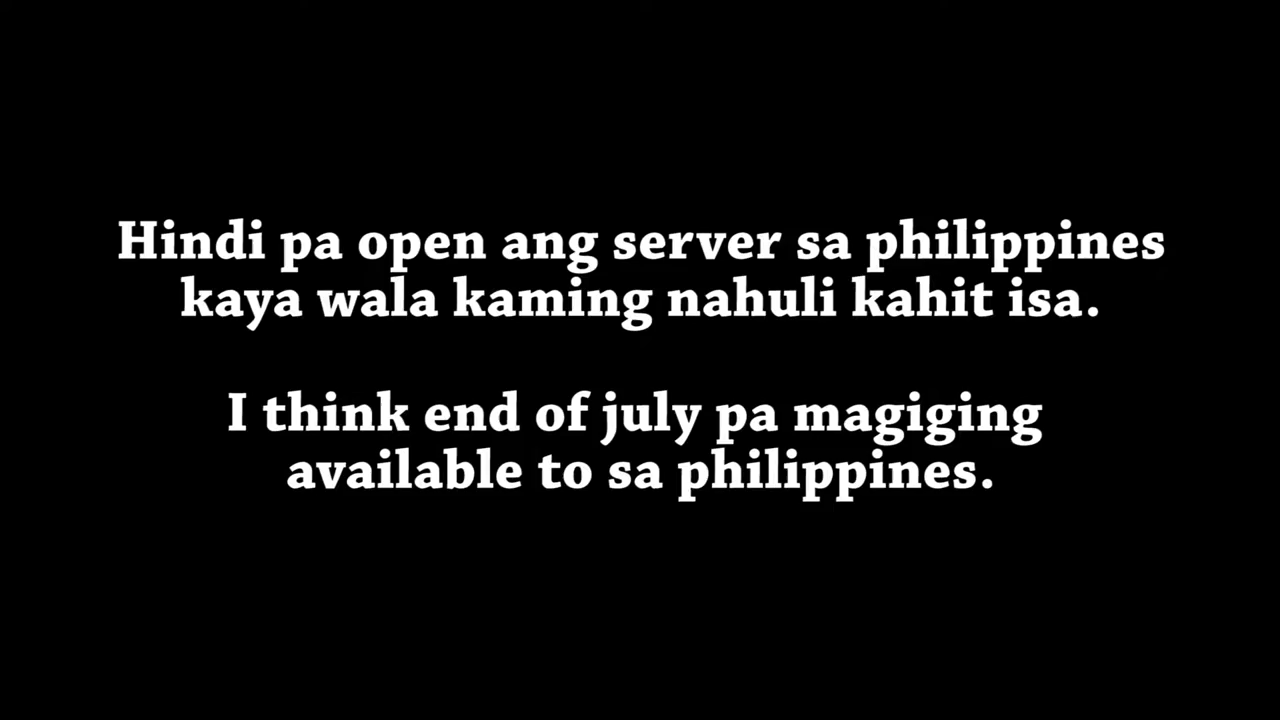 Hindi pa open ang server sa philippines
kaya wala kaming nahuli kahit isa.
I think end of july pa magiging
available to sa philippines.